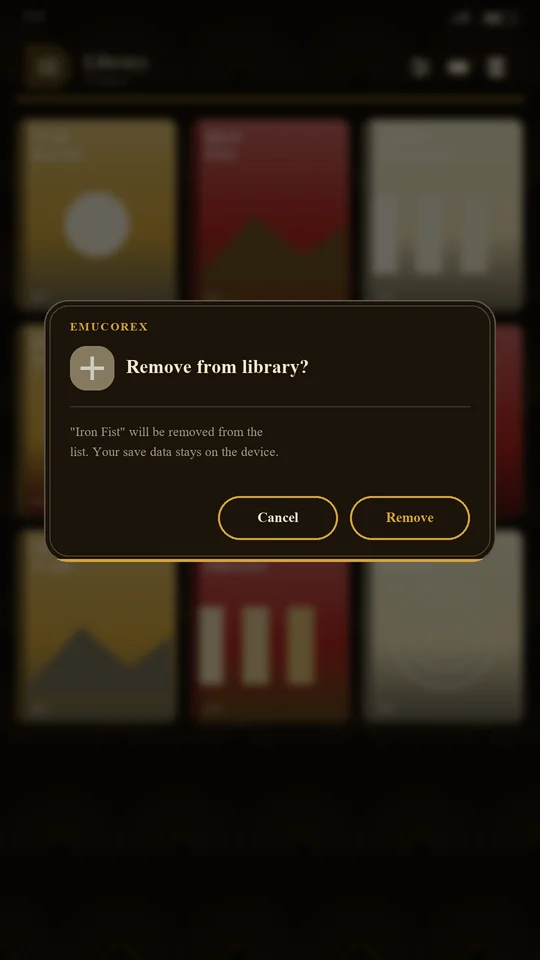 EMUCOREX
Remove from library?
"Iron Fist" will be removed from the
list. Your save data stays on the device.
Cancel
Remove